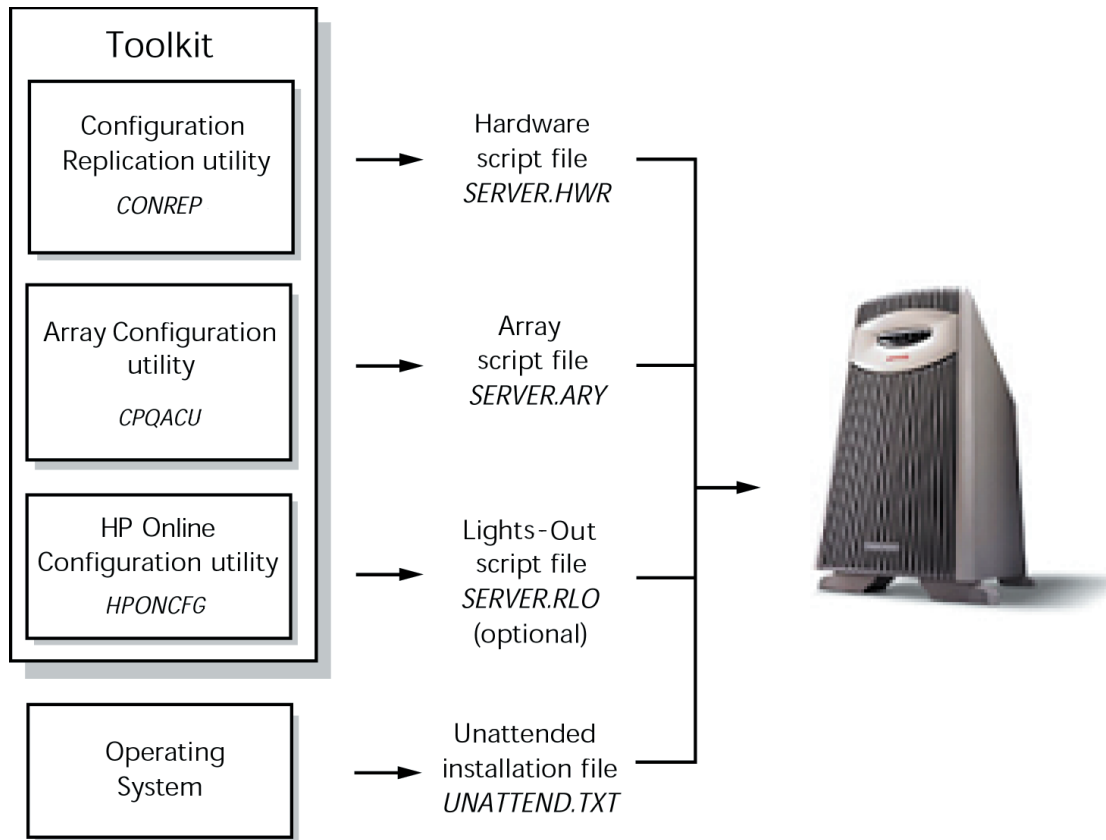 Toolkit
Configuration
Replication utility
CONREP
Hardware
script file
SERVER.HWR
Array Configuration
utility
CPQACU
Array
script file
SERVER.ARY
HP Online
Configuration utility
HPONCFG
Lights-Out
script file
SERVER.RLO
(optional)
Operating
System
Unattended
installation file
UNATTEND.TXT